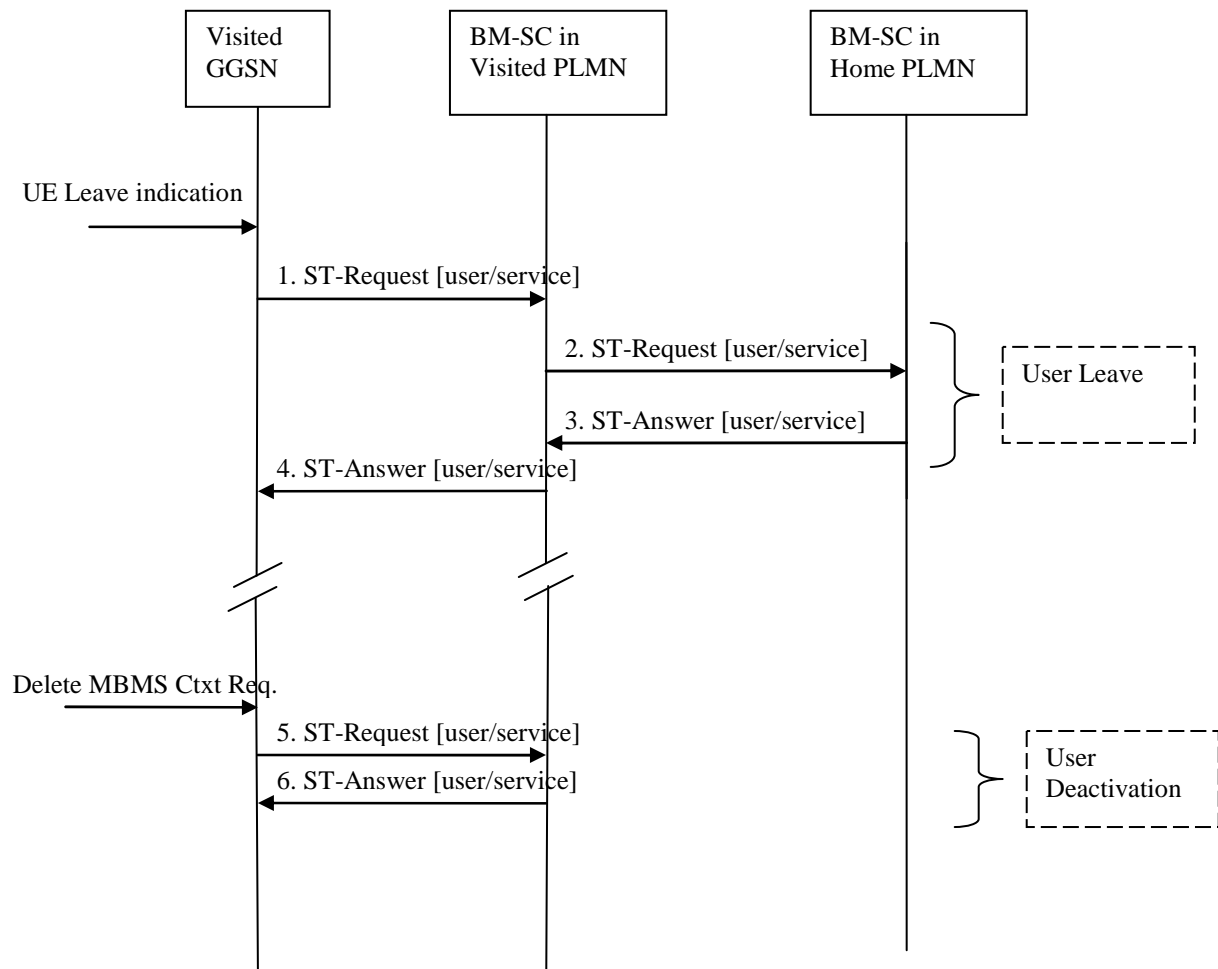 Visited
GGSN
BM-SC in
Visited PLMN
BM-SC in
Home PLMN
UE Leave indication
1. ST-Request [user/service]
2. ST-Request [user/service]
User Leave
3. ST-Answer [user/service]
4. ST-Answer [user/service]
Delete MBMS Ctxt Req.
5. ST-Request [user/service]
6. ST-Answer [user/service]
User
Deactivation